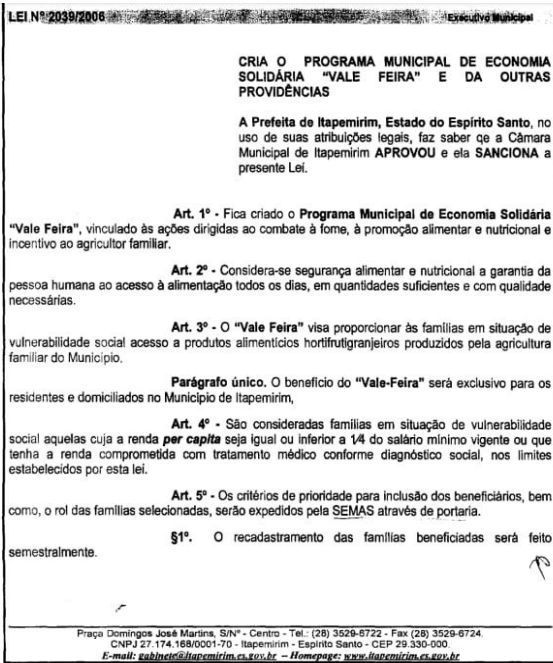 LEI Nº 2039/2006 Executivo Municipal
CRIA O PROGRAMA MUNICIPAL DE ECONOMIA
SOLIDÁRIA "VALE FEIRA" E DA OUTRAS
PROVIDÊNCIAS
A Prefeita de Itapemirim, Estado do Espírito Santo, no
uso de suas atribuições legais, faz saber qe a Câmara
Municipal de Itapemirim APROVOU e ela SANCIONA a
presente Lei.
Art. 1º - Fica criado o Programa Municipal de Economia Solidária
"Vale Feira", vinculado às ações dirigidas ao combate à fome, à promoção alimentar e nutricional e
incentivo ao agricultor familiar.
Art. 2º - Considera-se segurança alimentar e nutricional a garantia da
pessoa humana ao acesso à alimentação todos os dias, em quantidades suficientes e com qualidade
necessárias.
Art. 3º - O "Vale Feira" visa proporcionar às famílias em situação de
vulnerabilidade social acesso a produtos alimentícios hortifrutigranjeiros produzidos pela agricultura
familiar do Município.
Parágrafo único. O benefício do "Vale-Feira" será exclusivo para os
residentes e domiciliados no Municipio de Itapemirim,
Art. 4º - São consideradas famílias em situação de vulnerabilidade
social aquelas cuja a renda per capita seja igual ou inferior a 1/4 do salário mínimo vigente ou que
tenha a renda comprometida com tratamento médico conforme diagnóstico social, nos limites
estabelecidos por esta lei.
Art. 5º - Os critérios de prioridade para inclusão dos beneficiários, bem
como, o rol das famílias selecionadas, serão expedidos pela SEMAS através de portaria.
§1º. O recadastramento das famílias beneficiadas será feito
semestralmente.
Praça Domingos José Martins, S/Nº - Centro - Tel.: (28) 3529-6722 - Fax (28) 3529-6724.
CNPJ 27.174.168/0001-70 - Itapemirim - Espírito Santo - CEP 29.330-000.
E-mail: gabinete@itapemirim.es.gov.br – Homepage: www.itapemirim.es.gov.br